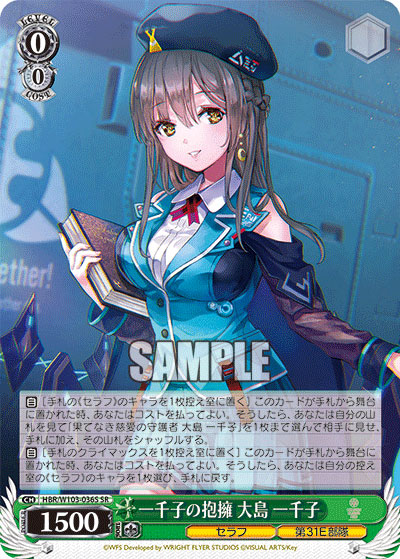 LEVEL
0
0
COST
gether!
SAMPLE
自[手札の《セラフ》のキャラを1枚控え室に置く] このカードが手札から舞台
に置かれた時、あなたはコストを払ってよい。そうしたら、あなたは自分の山
札を見て「果てなき慈愛の守護者 大島 一千子」を1枚まで選んで相手に見せ、
手札に加え、その山札をシャッフルする。
自[手札のクライマックスを1枚控え室に置く] このカードが手札から舞台
に置かれた時、あなたはコストを払ってよい。そうしたら、あなたは自分の控え
室の《セラフ》のキャラを1枚選び、手札に戻す。
CH HBR/W103-036S SR
1500
一千子の抱擁 大島 一千子
セラフ 第31E部隊
©WFS Developed by WRIGHT FLYER STUDIOS ©VISUAL ARTS/Key